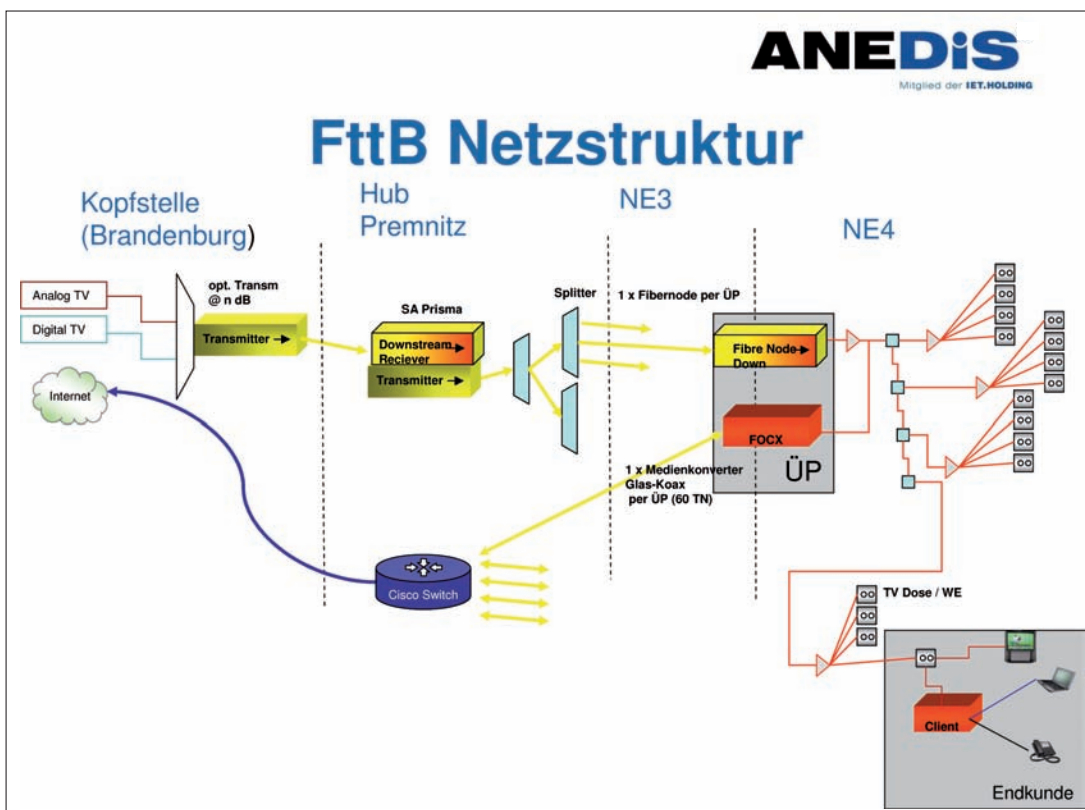 ANEDiS
Mitglied der IET.HOLDING
FttB Netzstruktur
Kopfstelle
(Brandenburg)
Hub
Premnitz
NE3
NE4
opt. Transm
@ n dB
Analog TV
Digital TV
Transmitter
Internet
SA Prisma
Downstream
Reciever
Transmitter
Splitter
1 x Fibernode per ÜP
Fibre Node
Down
FOCX
ÜP
1 x Medienkonverter
Glas-Koax
per ÜP (60 TN)
Cisco Switch
TV Dose / WE
Client
Endkunde